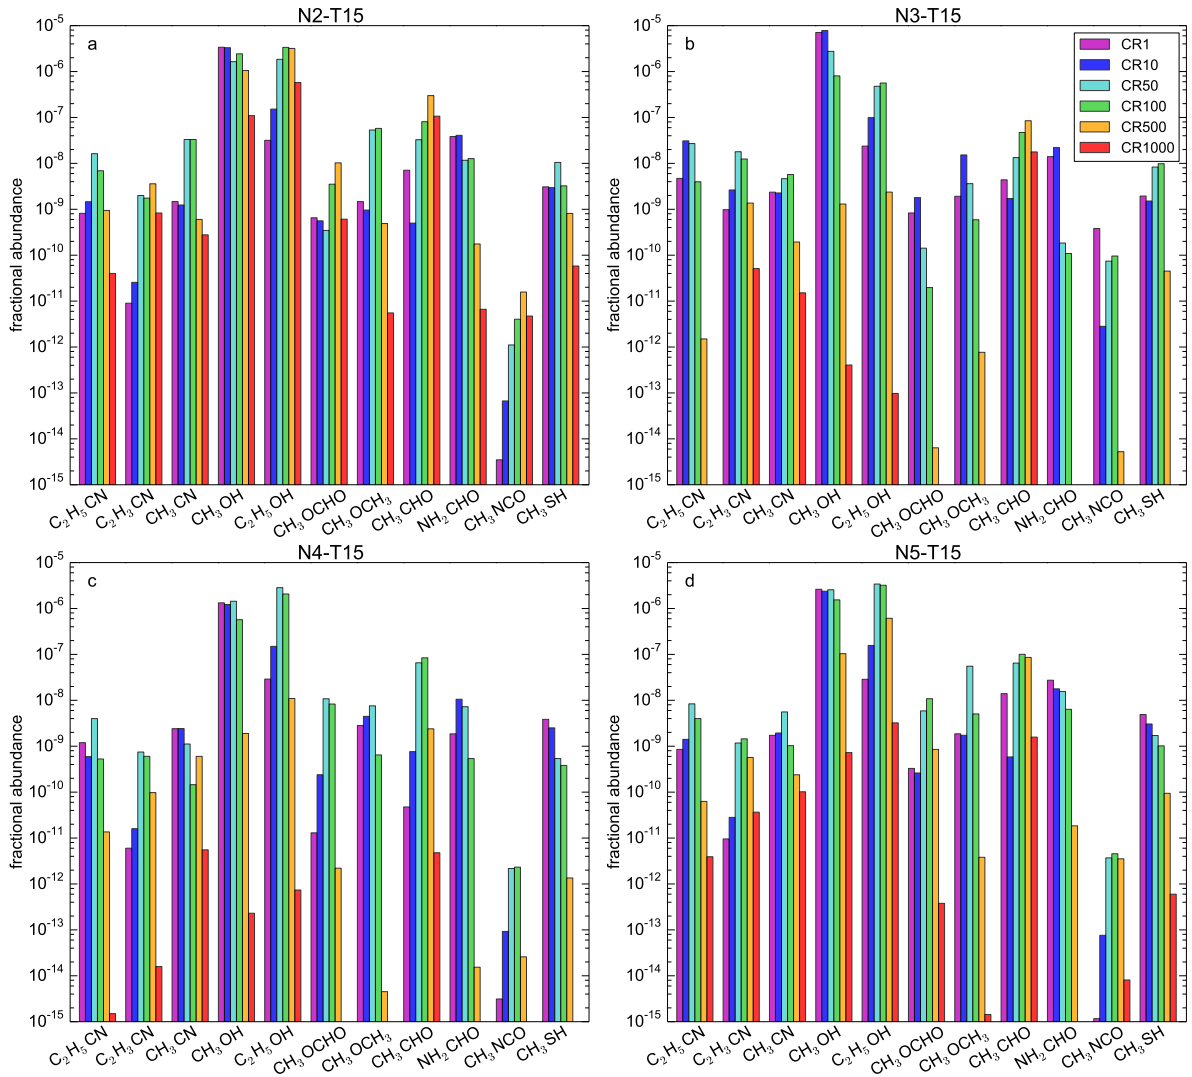 N2-T15
a
fractional abundance
10⁻⁵
10⁻⁶
10⁻⁷
10⁻⁸
10⁻⁹
10⁻¹⁰
10⁻¹¹
10⁻¹²
10⁻¹³
10⁻¹⁴
10⁻¹⁵
C₂H₅CN
C₂H₃CN
CH₃CN
CH₃OH
C₂H₅OH
CH₃OCHO
CH₃OCH₃
CH₃CHO
NH₂CHO
CH₃NCO
CH₃SH
N3-T15
b
CR1
CR10
CR50
CR100
CR500
CR1000
fractional abundance
10⁻⁵
10⁻⁶
10⁻⁷
10⁻⁸
10⁻⁹
10⁻¹⁰
10⁻¹¹
10⁻¹²
10⁻¹³
10⁻¹⁴
10⁻¹⁵
C₂H₅CN
C₂H₃CN
CH₃CN
CH₃OH
C₂H₅OH
CH₃OCHO
CH₃OCH₃
CH₃CHO
NH₂CHO
CH₃NCO
CH₃SH
N4-T15
c
fractional abundance
10⁻⁵
10⁻⁶
10⁻⁷
10⁻⁸
10⁻⁹
10⁻¹⁰
10⁻¹¹
10⁻¹²
10⁻¹³
10⁻¹⁴
10⁻¹⁵
C₂H₅CN
C₂H₃CN
CH₃CN
CH₃OH
C₂H₅OH
CH₃OCHO
CH₃OCH₃
CH₃CHO
NH₂CHO
CH₃NCO
CH₃SH
N5-T15
d
fractional abundance
10⁻⁵
10⁻⁶
10⁻⁷
10⁻⁸
10⁻⁹
10⁻¹⁰
10⁻¹¹
10⁻¹²
10⁻¹³
10⁻¹⁴
10⁻¹⁵
C₂H₅CN
C₂H₃CN
CH₃CN
CH₃OH
C₂H₅OH
CH₃OCHO
CH₃OCH₃
CH₃CHO
NH₂CHO
CH₃NCO
CH₃SH